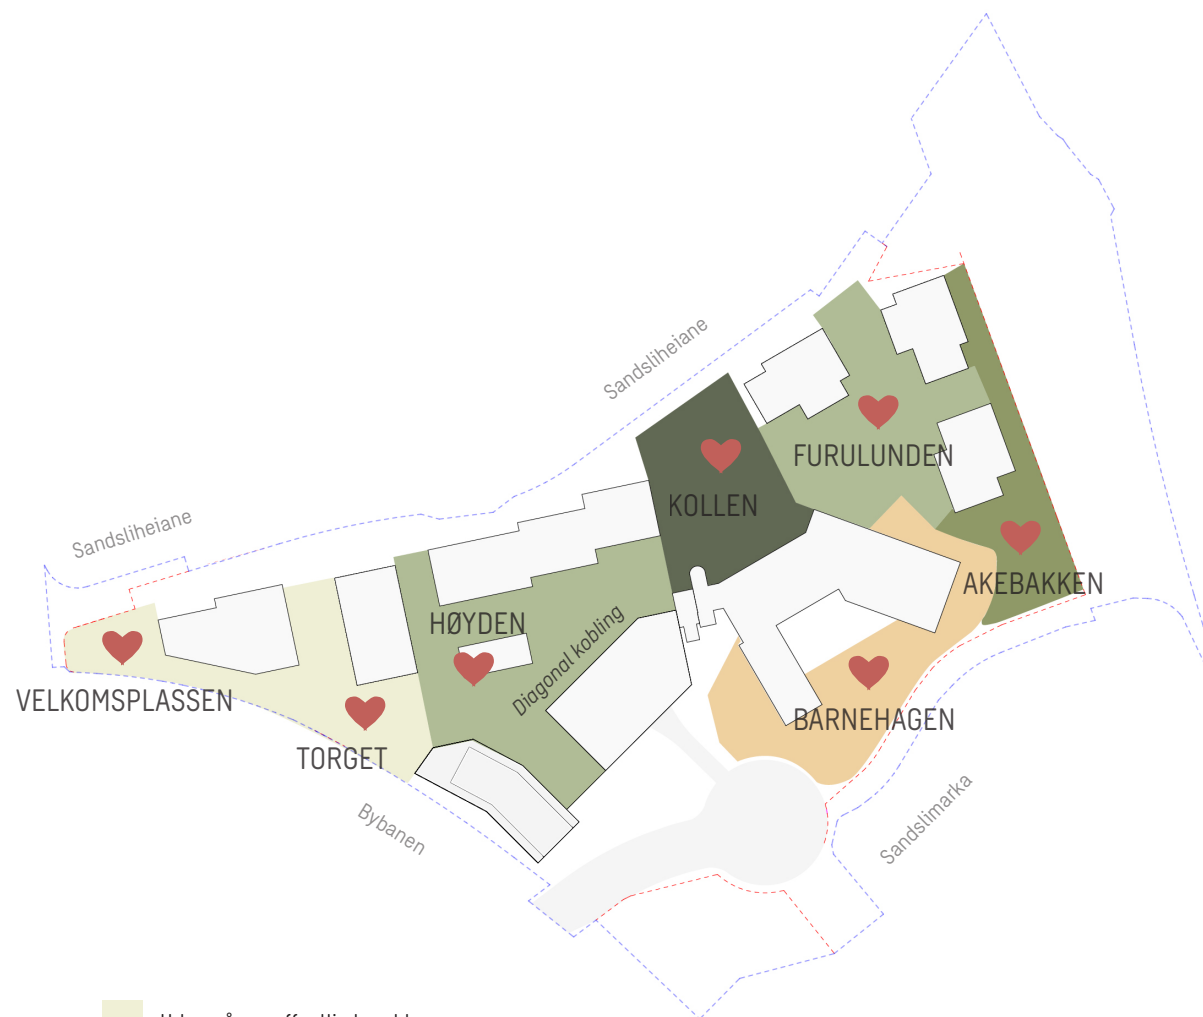 Sandsliheiane
Sandsliheiane
FURULUNDEN
KOLLEN
AKEBAKKEN
HØYDEN
Diagonal kobling
VELKOMSPLASSEN
BARNEHAGEN
TORGET
Bybanen
Sandslimarka